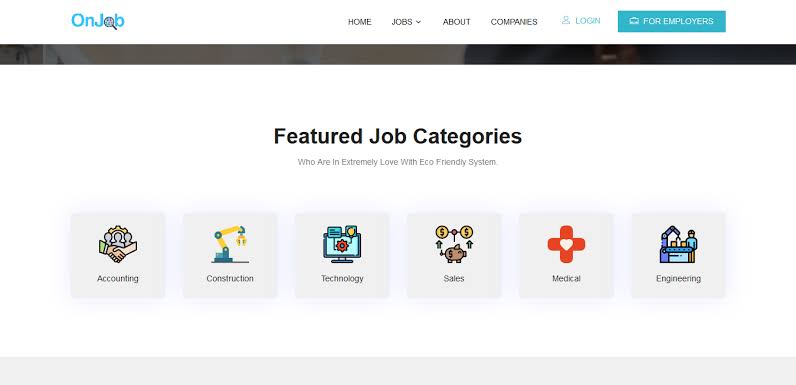 OnJob
HOME JOBS ABOUT COMPANIES LOGIN FOR EMPLOYERS
Featured Job Categories
Who Are In Extremely Love With Eco Friendly System.
Accounting Construction Technology Sales Medical Engineering